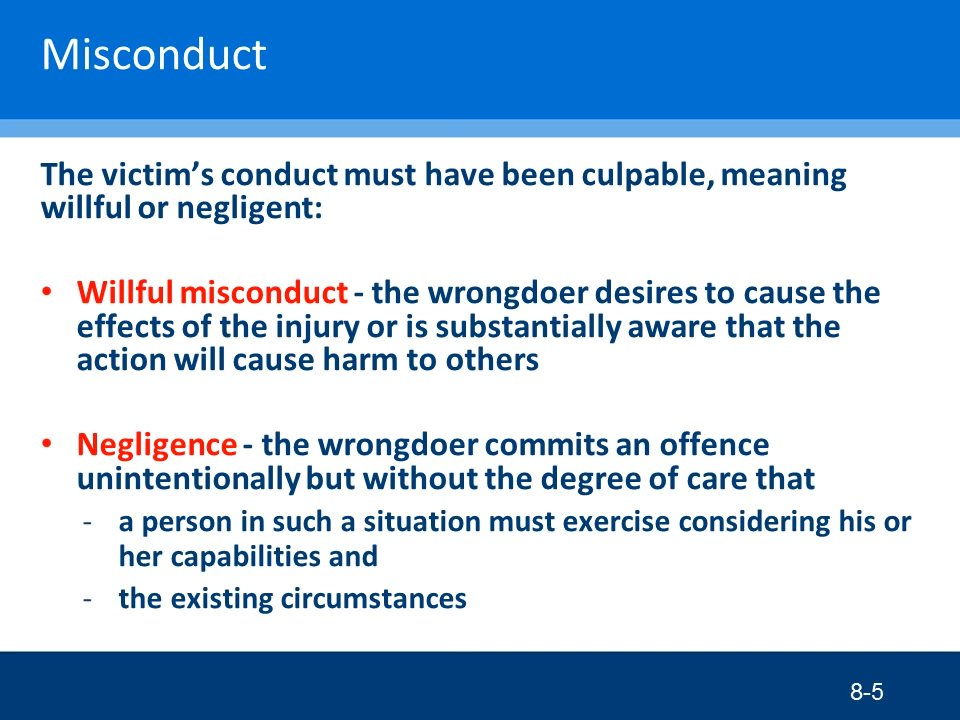 Misconduct
The victim’s conduct must have been culpable, meaning
willful or negligent:
• Willful misconduct - the wrongdoer desires to cause the
effects of the injury or is substantially aware that the
action will cause harm to others
• Negligence - the wrongdoer commits an offence
unintentionally but without the degree of care that
- a person in such a situation must exercise considering his or
her capabilities and
- the existing circumstances
8-5